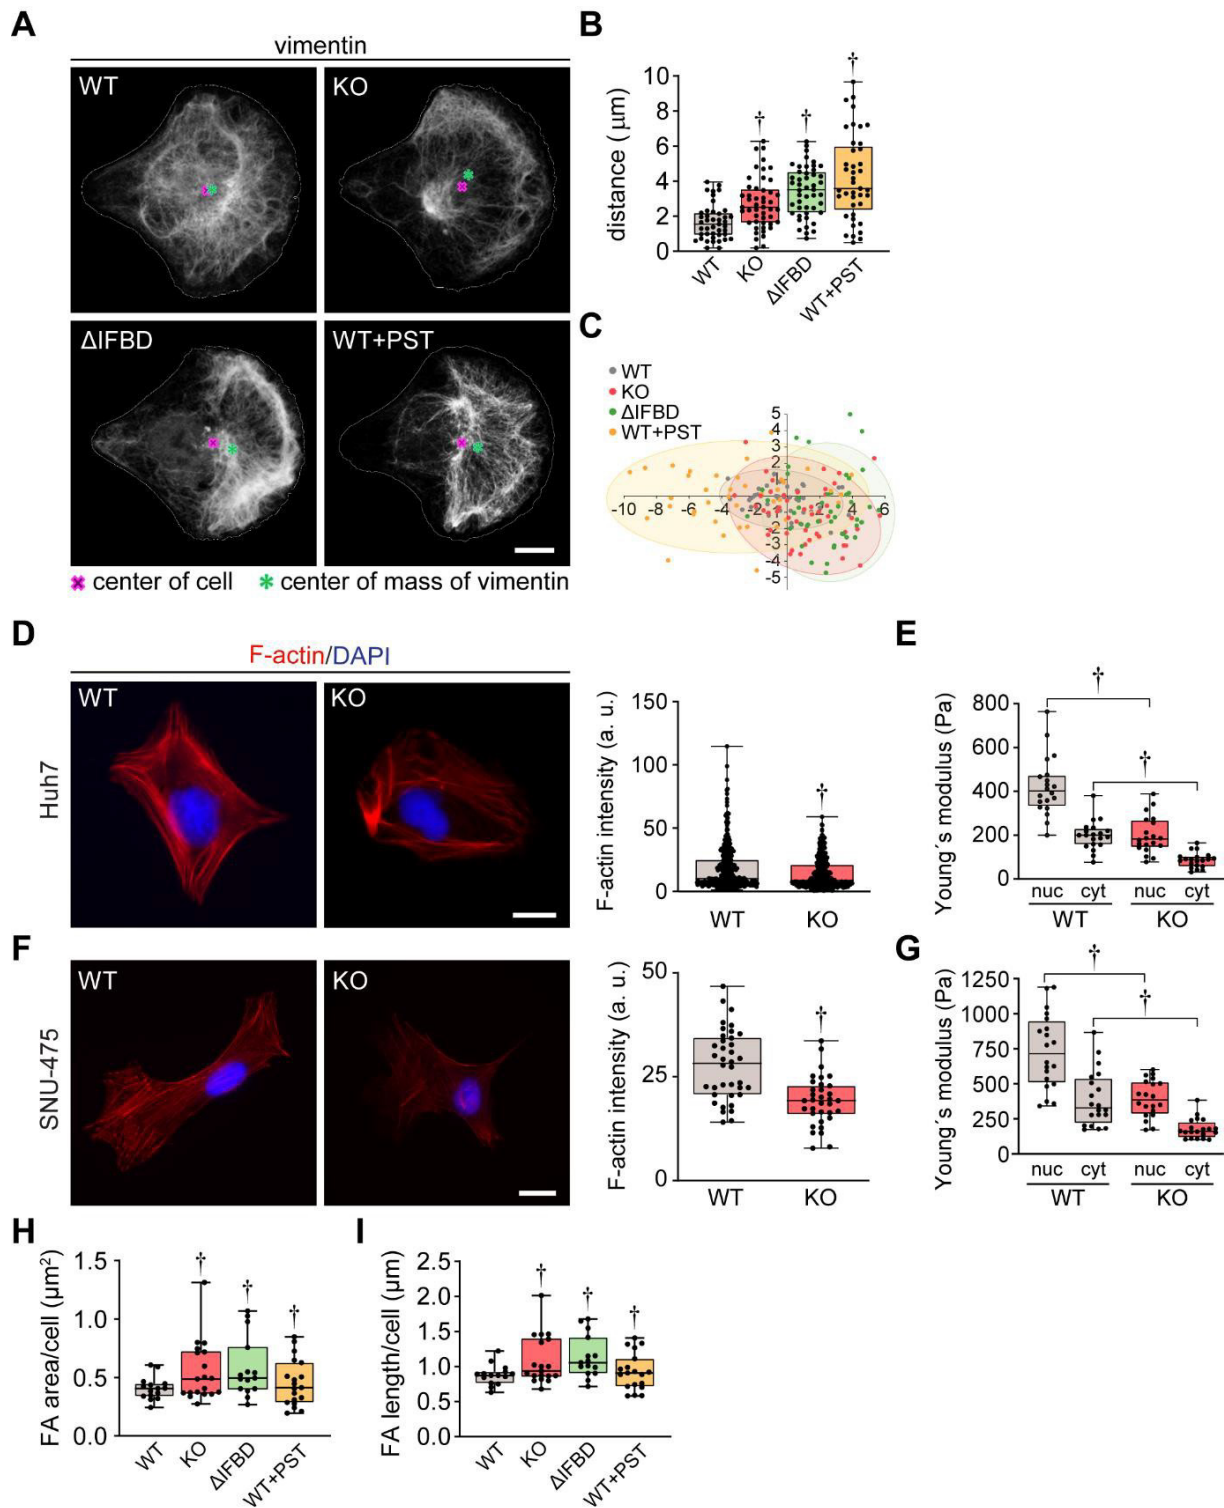 A
vimentin
WT
KO
ΔIFBD
WT+PST
✖ center of cell
✱ center of mass of vimentin
B
distance ( μm)
10
8
6
4
2
0
†
†
†
WT
KO
ΔIFBD
WT+PST
C
WT
KO
ΔIFBD
WT+PST
5
4
3
2
1
-1
-2
-3
-4
-5
-10
-8
-6
-4
-2
2
4
6
D
F-actin/DAPI
Huh7
WT
KO
F-actin intensity (a. u.)
150
100
50
0
†
WT
KO
E
Young´s modulus (Pa)
800
600
400
200
0
†
†
nuc cyt nuc cyt
WT KO
F
SNU-475
WT
KO
F-actin intensity (a. u.)
50
25
0
†
WT
KO
G
Young´s modulus (Pa)
1250
1000
750
500
250
0
†
†
nuc cyt nuc cyt
WT KO
H
FA area/cell (μm²)
1.5
1.0
0.5
0.0
†
†
†
WT
KO
ΔIFBD
WT+PST
I
FA length/cell (μm)
2.5
2.0
1.5
1.0
0.5
0.0
†
†
†
WT
KO
ΔIFBD
WT+PST